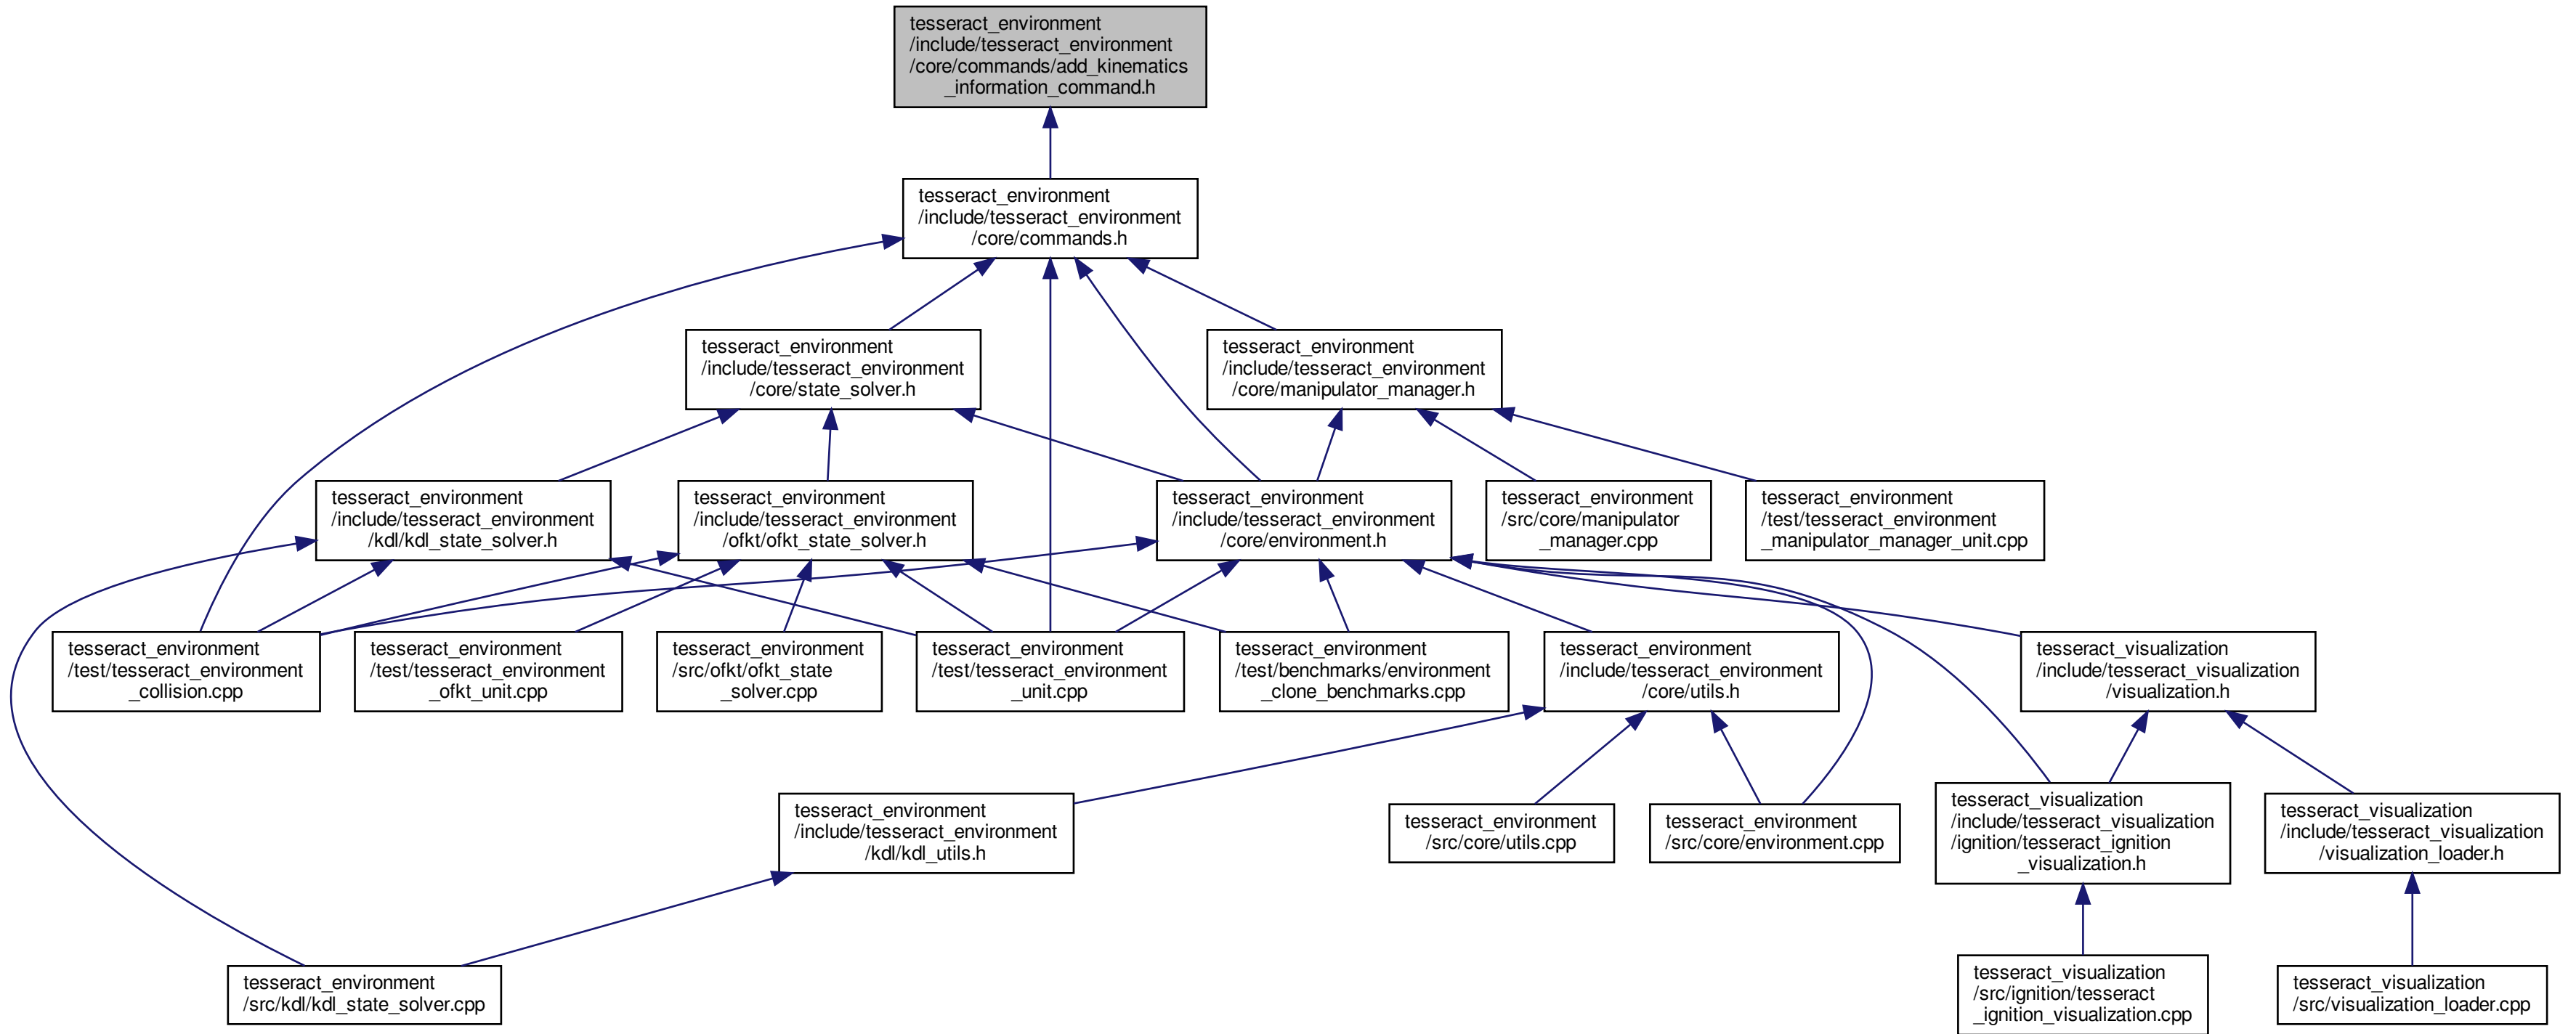 tesseract_environment
/include/tesseract_environment
/core/commands/add_kinematics
_information_command.h
tesseract_environment
/include/tesseract_environment
/core/commands.h
tesseract_environment
/include/tesseract_environment
/core/state_solver.h
tesseract_environment
/include/tesseract_environment
/core/manipulator_manager.h
tesseract_environment
/include/tesseract_environment
/kdl/kdl_state_solver.h
tesseract_environment
/include/tesseract_environment
/ofkt/ofkt_state_solver.h
tesseract_environment
/include/tesseract_environment
/core/environment.h
tesseract_environment
/src/core/manipulator
_manager.cpp
tesseract_environment
/test/tesseract_environment
_manipulator_manager_unit.cpp
tesseract_environment
/test/tesseract_environment
_collision.cpp
tesseract_environment
/test/tesseract_environment
_ofkt_unit.cpp
tesseract_environment
/src/ofkt/ofkt_state
_solver.cpp
tesseract_environment
/test/tesseract_environment
_unit.cpp
tesseract_environment
/test/benchmarks/environment
_clone_benchmarks.cpp
tesseract_environment
/include/tesseract_environment
/core/utils.h
tesseract_visualization
/include/tesseract_visualization
/visualization.h
tesseract_environment
/include/tesseract_environment
/kdl/kdl_utils.h
tesseract_environment
/src/core/utils.cpp
tesseract_environment
/src/core/environment.cpp
tesseract_visualization
/include/tesseract_visualization
/ignition/tesseract_ignition
_visualization.h
tesseract_visualization
/include/tesseract_visualization
/visualization_loader.h
tesseract_environment
/src/kdl/kdl_state_solver.cpp
tesseract_visualization
/src/ignition/tesseract
_ignition_visualization.cpp
tesseract_visualization
/src/visualization_loader.cpp